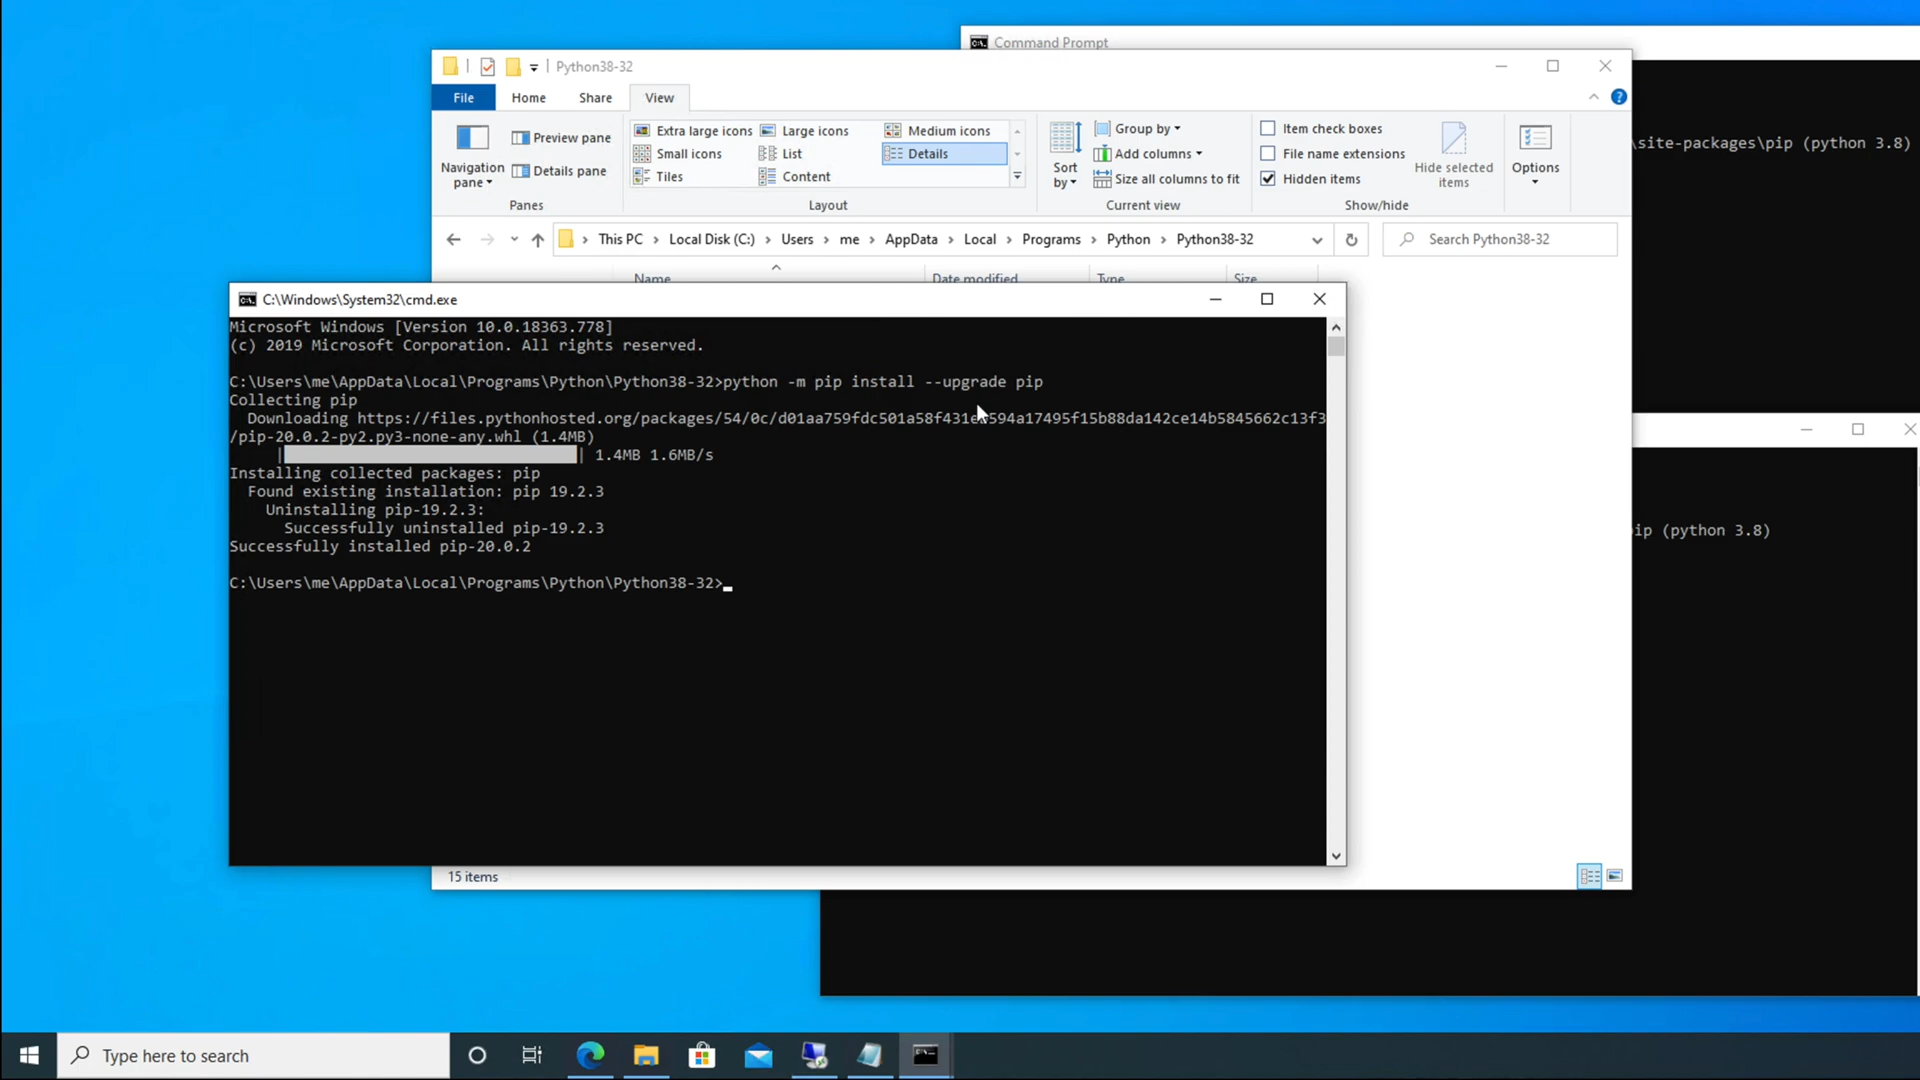 Command Prompt
Python38-32
File Home Share View
Navigation pane
Preview pane
Details pane
Panes
Extra large icons Large icons Medium icons
Small icons List Details
Tiles Content
Layout
Sort by
Group by
Add columns
Size all columns to fit
Current view
Item check boxes
File name extensions
Hidden items
Hide selected items
Show/hide
Options
\site-packages\pip (python 3.8)
This PC > Local Disk (C:) > Users > me > AppData > Local > Programs > Python > Python38-32
Search Python38-32
Name Date modified Type Size
C:\Windows\System32\cmd.exe
Microsoft Windows [Version 10.0.18363.778]
(c) 2019 Microsoft Corporation. All rights reserved.
C:\Users\me\AppData\Local\Programs\Python\Python38-32>python -m pip install --upgrade pip
Collecting pip
Downloading https://files.pythonhosted.org/packages/54/0c/
/pip-20.0.2-py2.py3-none-any.whl (1.4MB)
| | 1.4MB 1.6MB/s
Installing collected packages: pip
Found existing installation: pip 19.2.3
Uninstalling pip-19.2.3:
Successfully uninstalled pip-19.2.3
Successfully installed pip-20.0.2
C:\Users\me\AppData\Local\Programs\Python\Python38-32>_
ip (python 3.8)
15 items
Type here to search